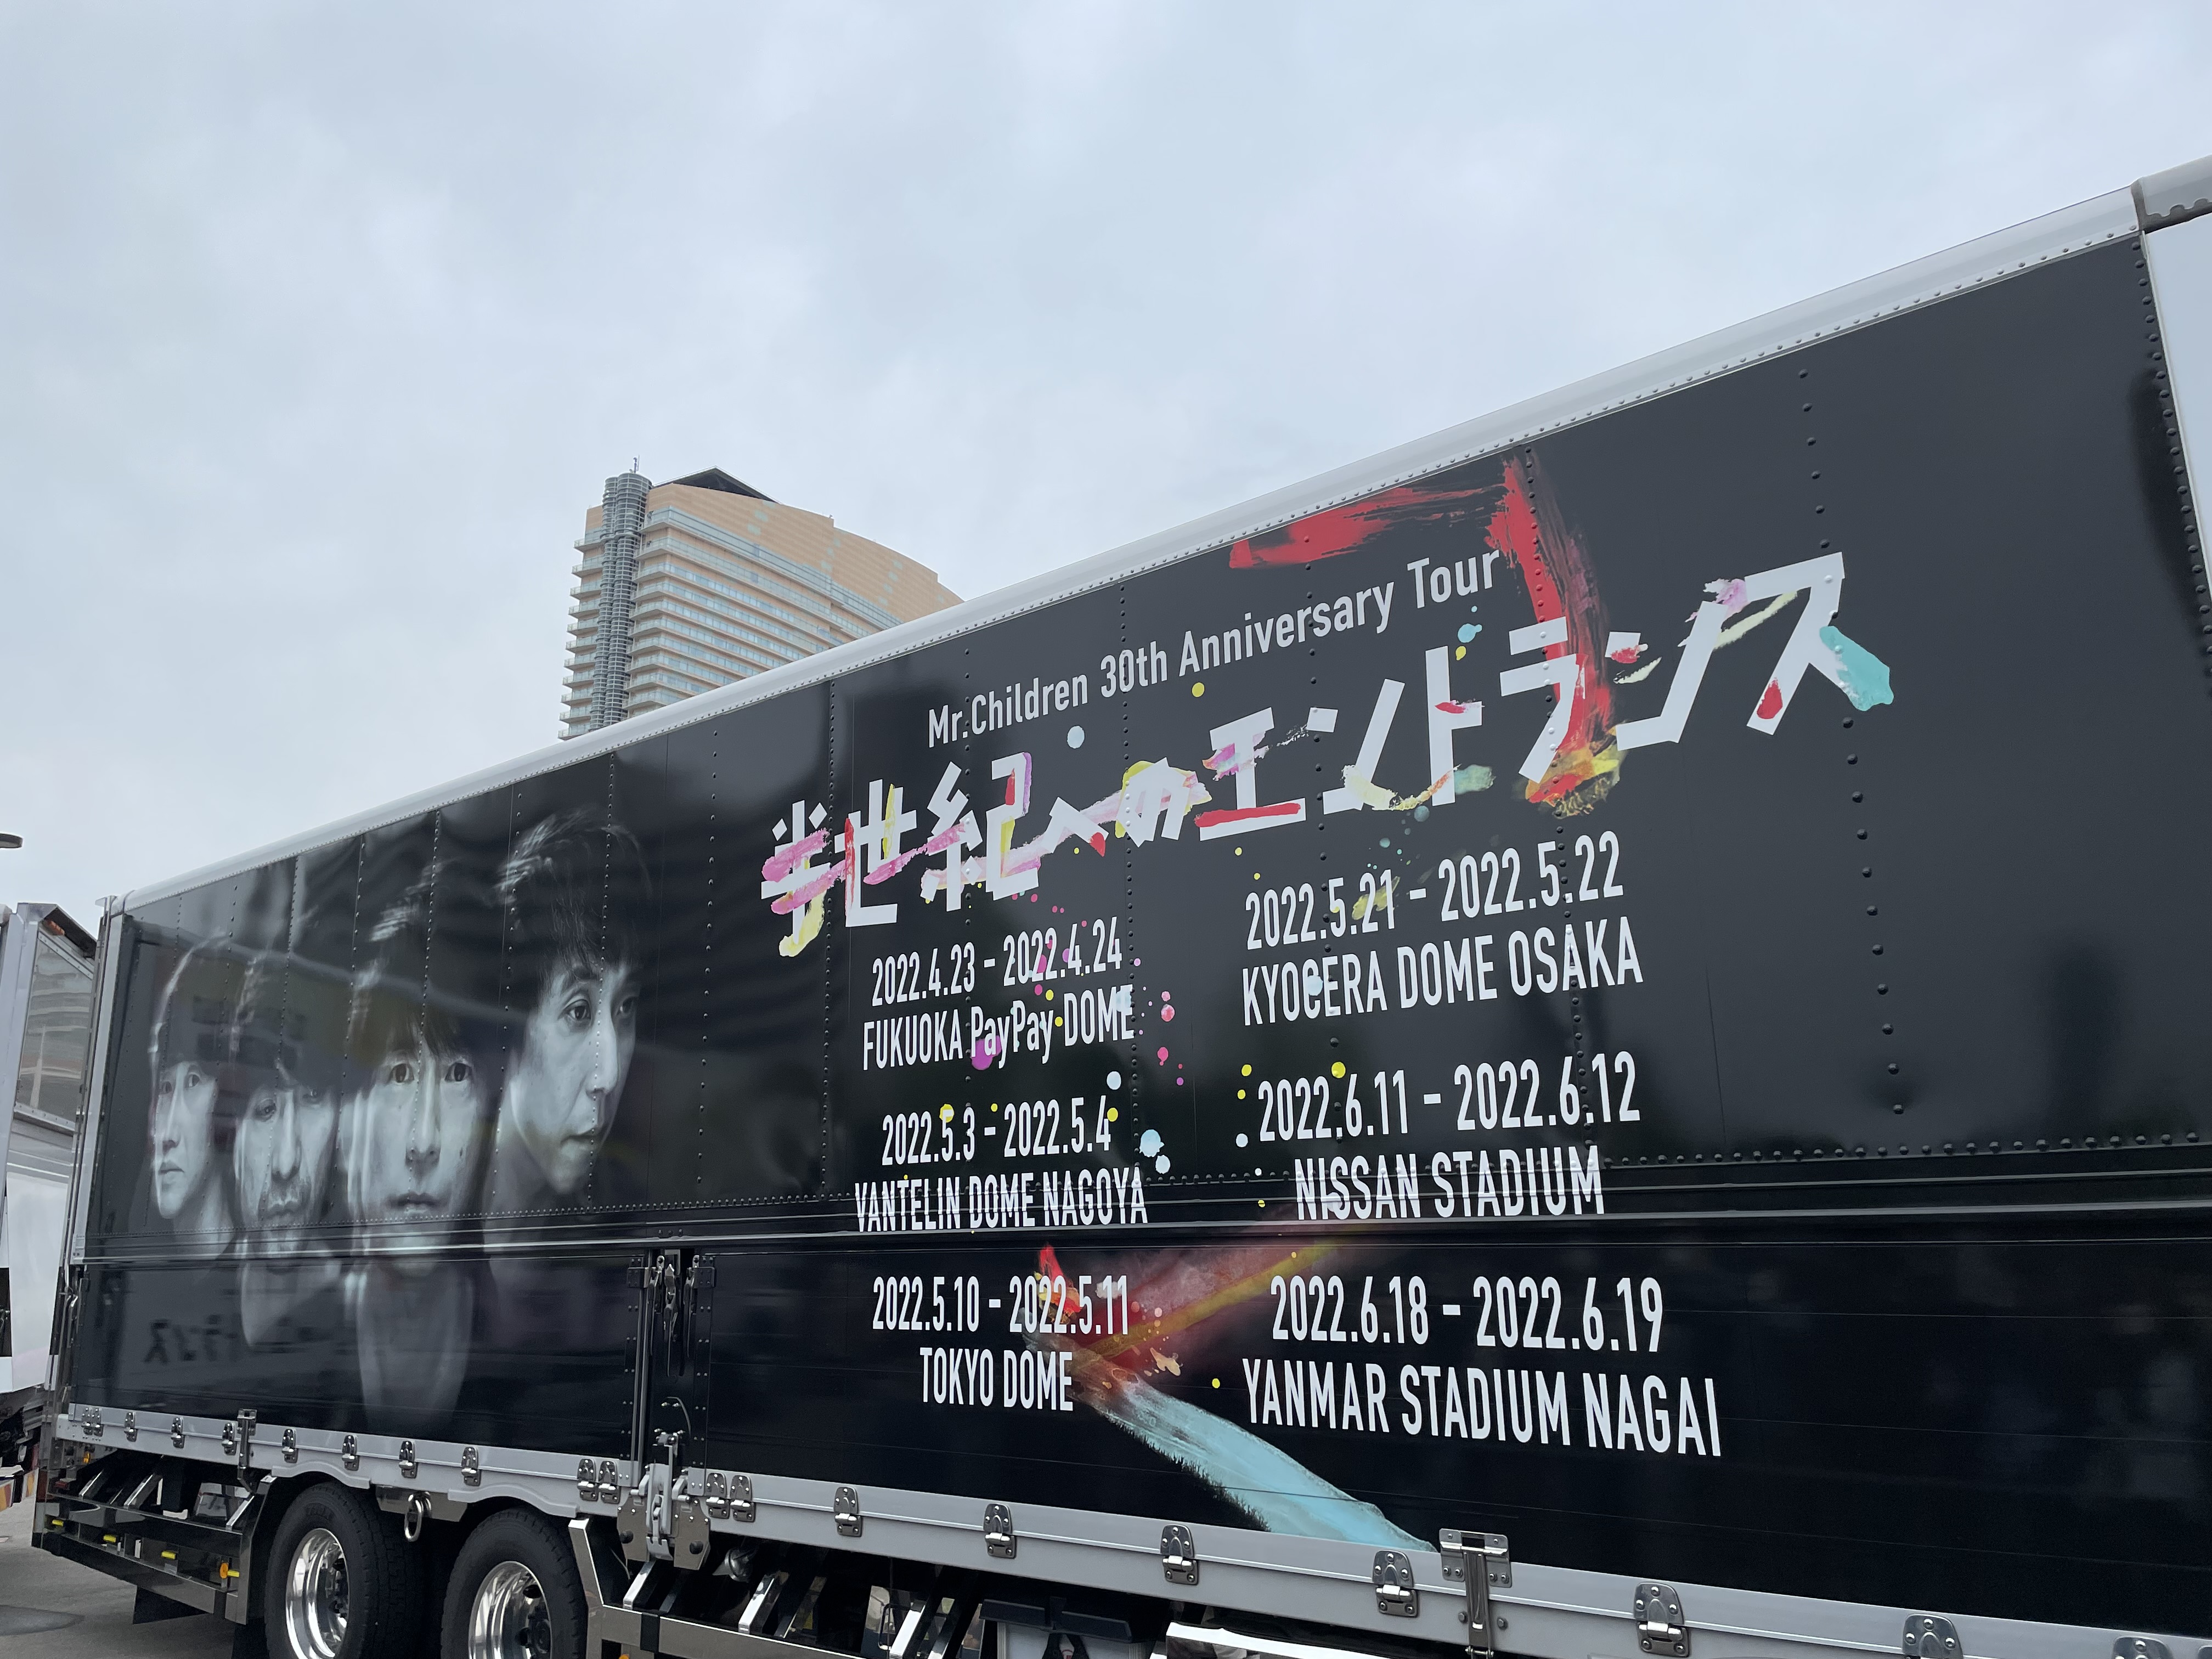 Mr.Children 30th Anniversary Tour
半世紀へのエントランス
2022.4.23 - 2022.4.24
FUKUOKA PayPay DOME
2022.5.3 - 2022.5.4
VANTELIN DOME NAGOYA
2022.5.10 - 2022.5.11
TOKYO DOME
2022.5.21 - 2022.5.22
KYOCERA DOME OSAKA
2022.6.11 - 2022.6.12
NISSAN STADIUM
2022.6.18 - 2022.6.19
YANMAR STADIUM NAGAI